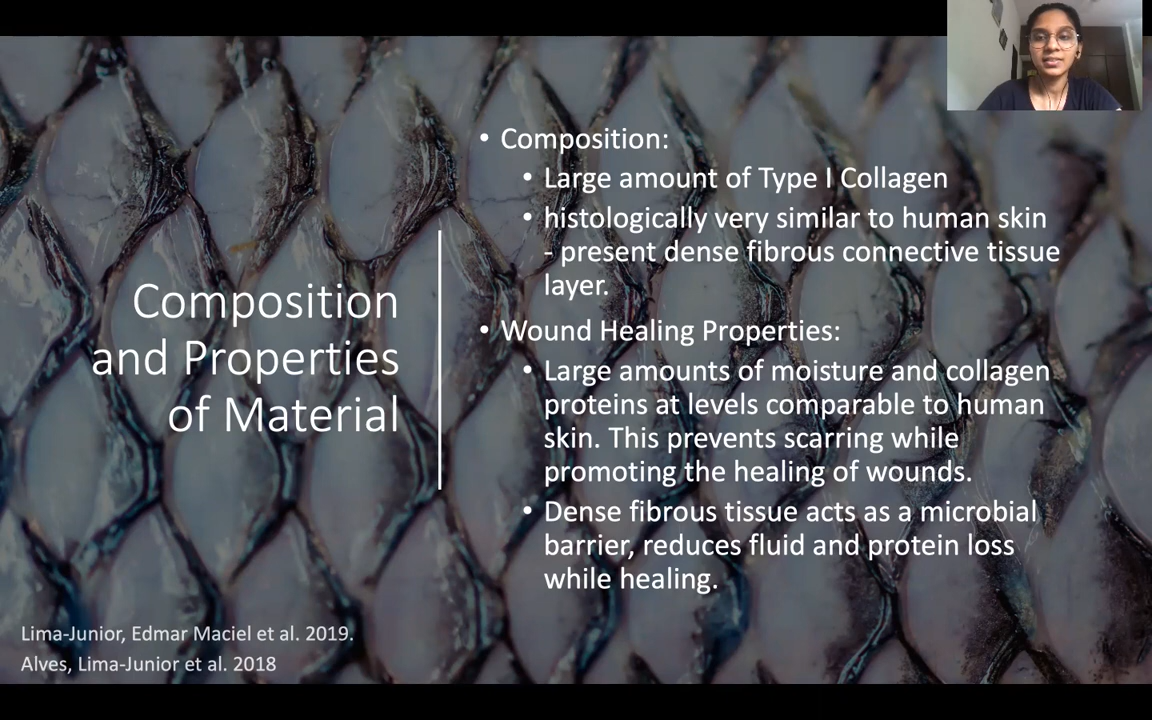 Composition
and Properties
of Material
• Composition:
• Large amount of Type I Collagen
• histologically very similar to human skin
- present dense fibrous connective tissue
layer.
• Wound Healing Properties:
• Large amounts of moisture and collagen
proteins at levels comparable to human
skin. This prevents scarring while
promoting the healing of wounds.
• Dense fibrous tissue acts as a microbial
barrier, reduces fluid and protein loss
while healing.
Lima-Junior, Edmar Maciel et al. 2019.
Alves, Lima-Junior et al. 2018